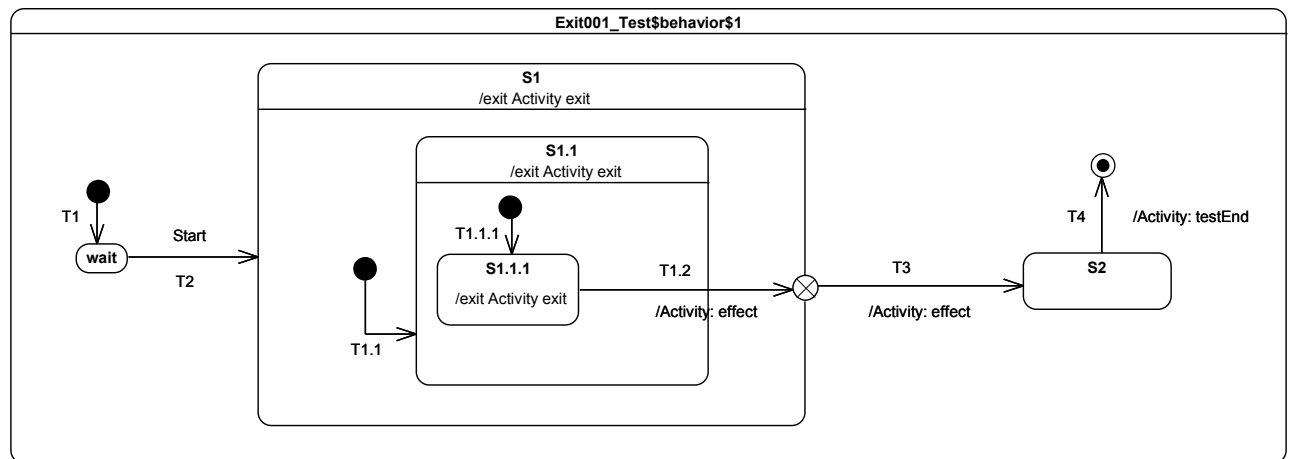 Exit001_Test$behavior$1
S1
/exit Activity exit
S1.1
/exit Activity exit
T1
wait
Start
T2
T1.1
T1.1.1
S1.1.1
/exit Activity exit
T1.2
/Activity: effect
T3
/Activity: effect
T4
/Activity: testEnd
S2